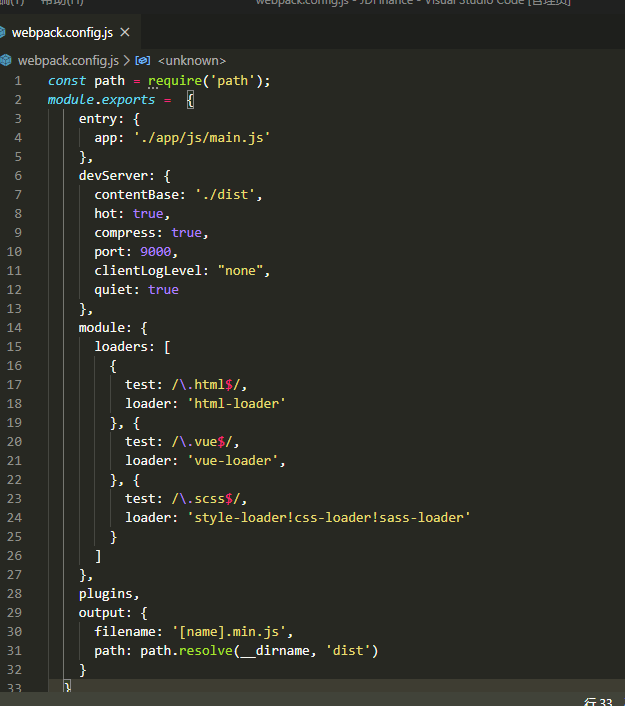 webpack.config.js - JDFinance - Visual Studio Code [管理员]
webpack.config.js ×
webpack.config.js > <unknown>
1 const path = require('path');
2 module.exports = {
3 entry: {
4 app: './app/js/main.js'
5 },
6 devServer: {
7 contentBase: './dist',
8 hot: true,
9 compress: true,
10 port: 9000,
11 clientLogLevel: "none",
12 quiet: true
13 },
14 module: {
15 loaders: [
16 {
17 test: /\.html$/,
18 loader: 'html-loader'
19 }, {
20 test: /\.vue$/,
21 loader: 'vue-loader',
22 }, {
23 test: /\.scss$/,
24 loader: 'style-loader!css-loader!sass-loader'
25 }
26 ]
27 },
28 plugins,
29 output: {
30 filename: '[name].min.js',
31 path: path.resolve(__dirname, 'dist')
32 }
33 }
行 33